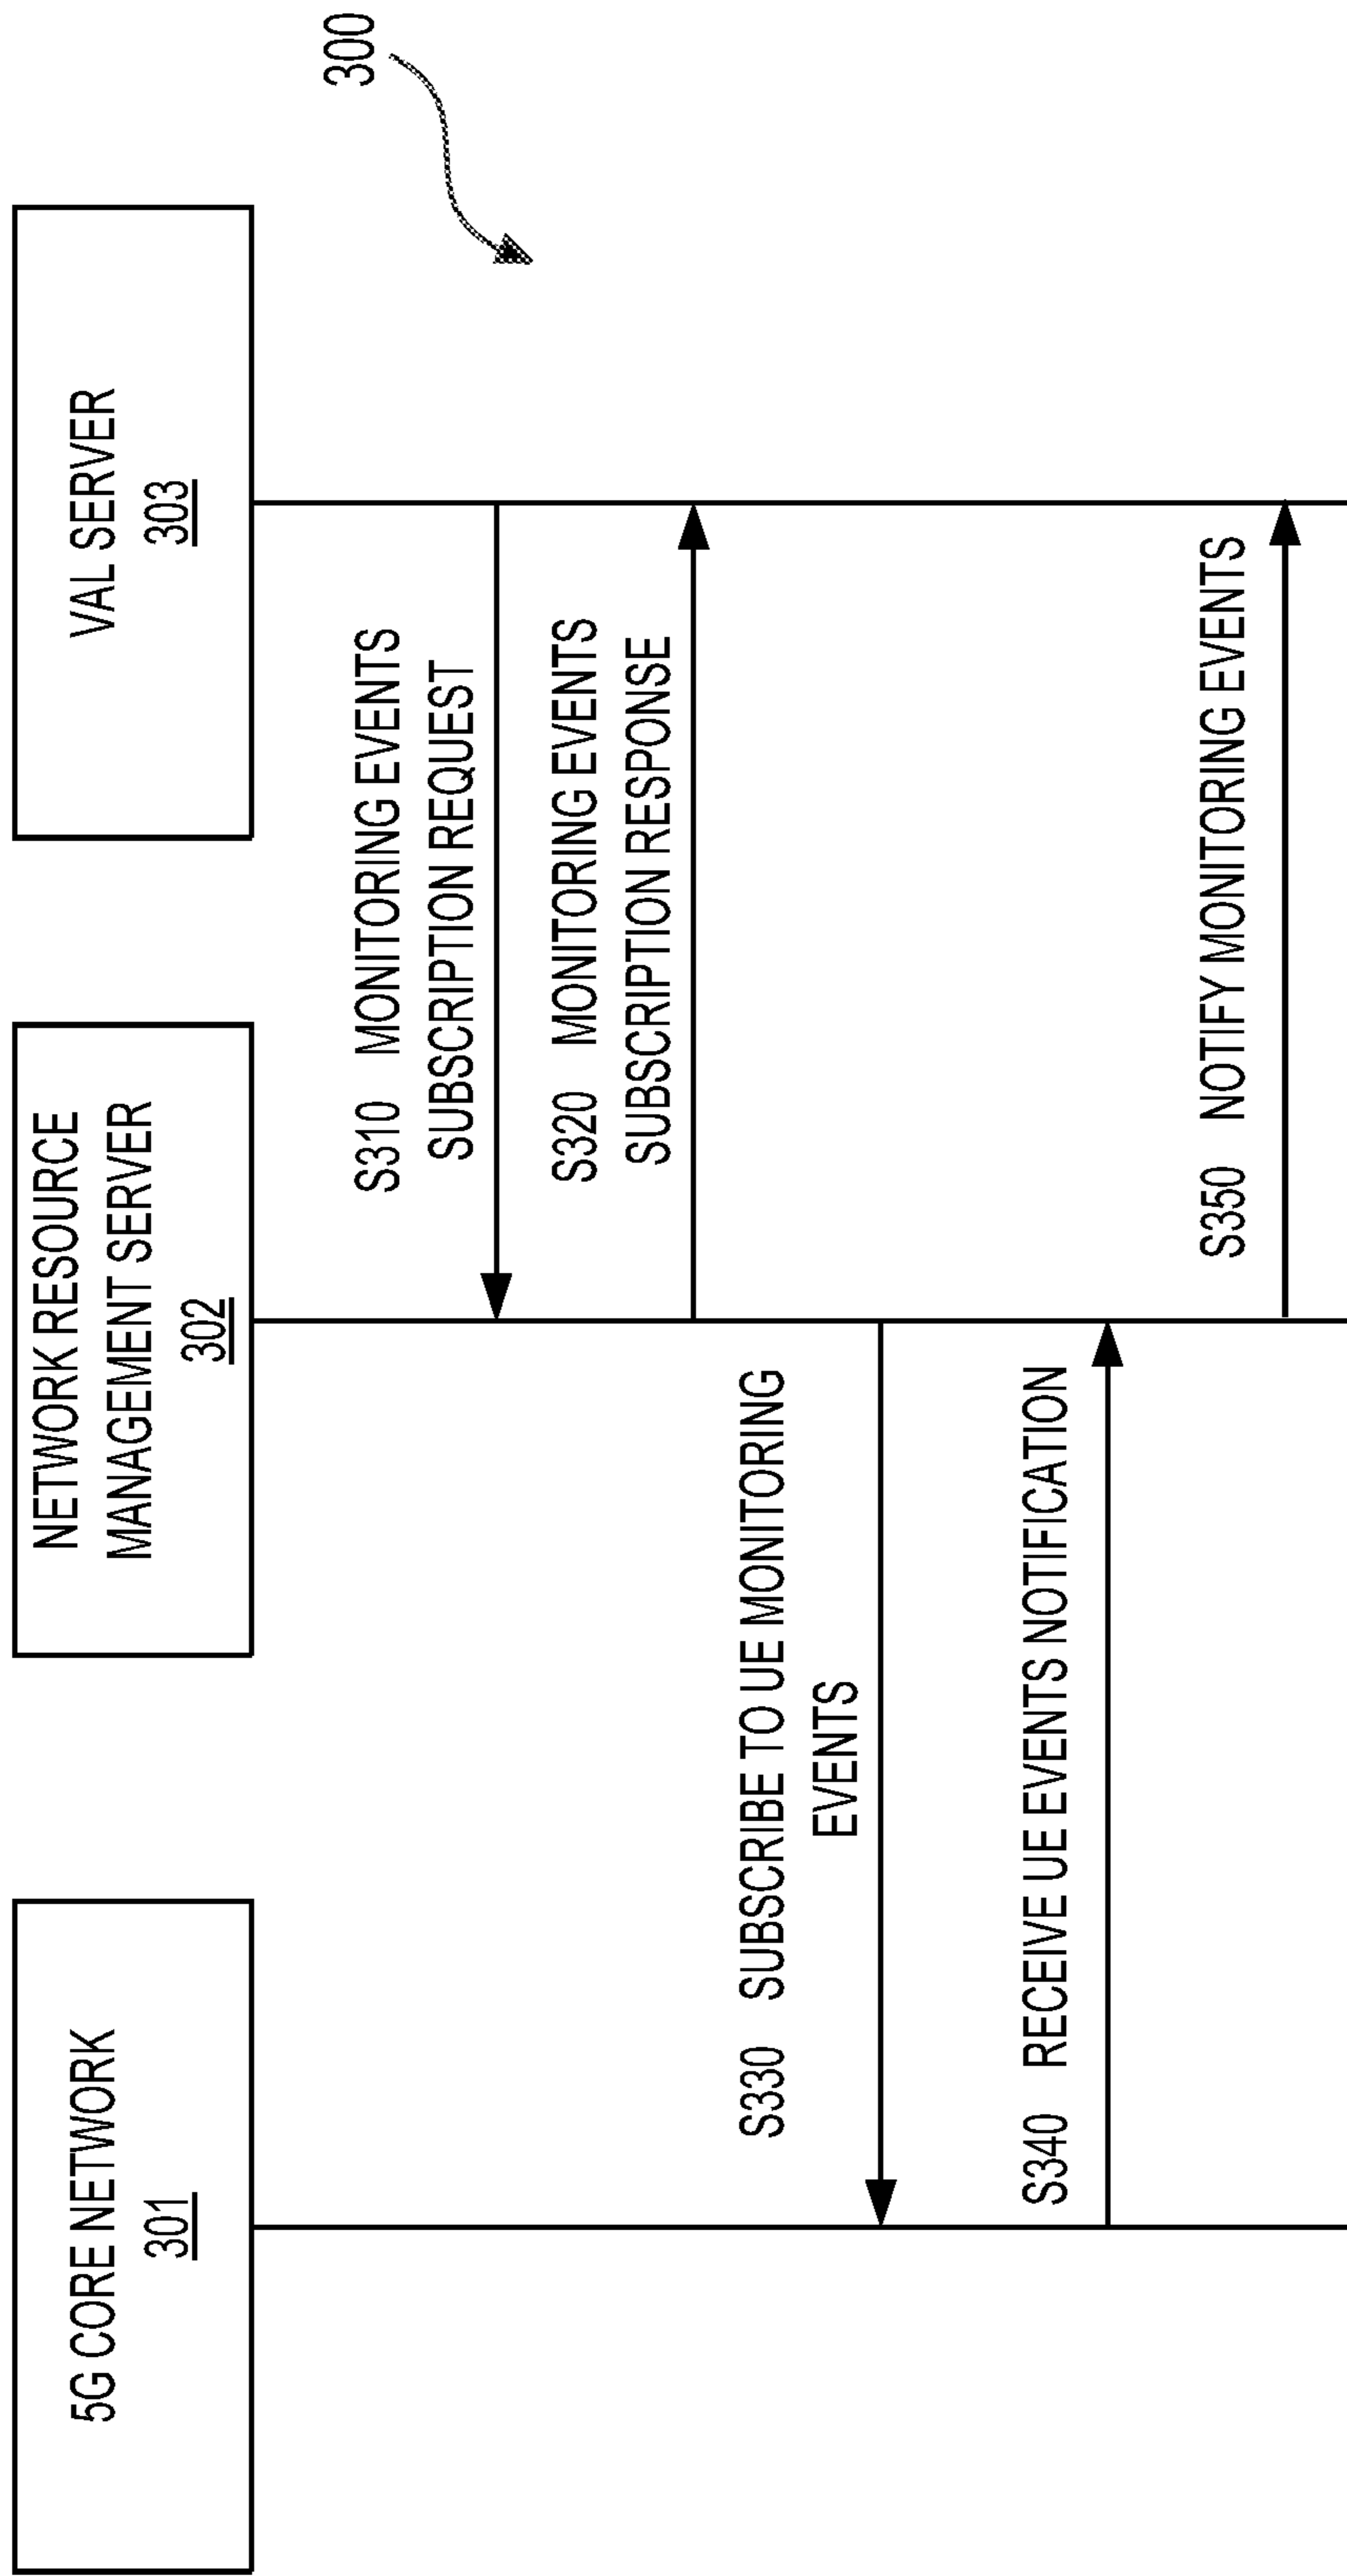 5G CORE NETWORK
301
NETWORK RESOURCE
MANAGEMENT SERVER
302
VAL SERVER
303
300
S310 MONITORING EVENTS
SUBSCRIPTION REQUEST
S320 MONITORING EVENTS
SUBSCRIPTION RESPONSE
S330 SUBSCRIBE TO UE MONITORING
EVENTS
S340 RECEIVE UE EVENTS NOTIFICATION
S350 NOTIFY MONITORING EVENTS